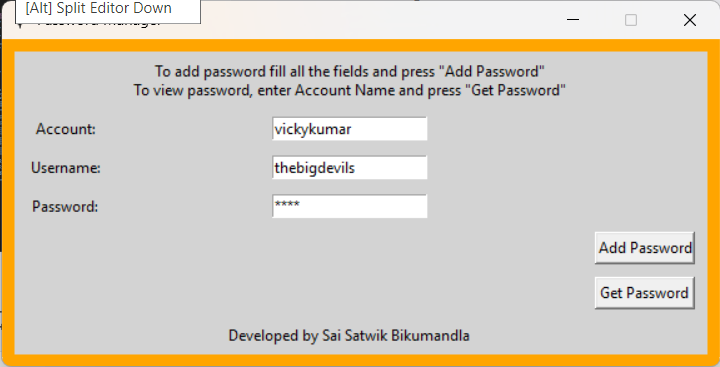 [Alt] Split Editor Down
Password Manager
To add password fill all the fields and press "Add Password"
To view password, enter Account Name and press "Get Password"
Account:
vickykumar
Username:
thebigdevils
Password:
****
Add Password
Get Password
Developed by Sai Satwik Bikumandla